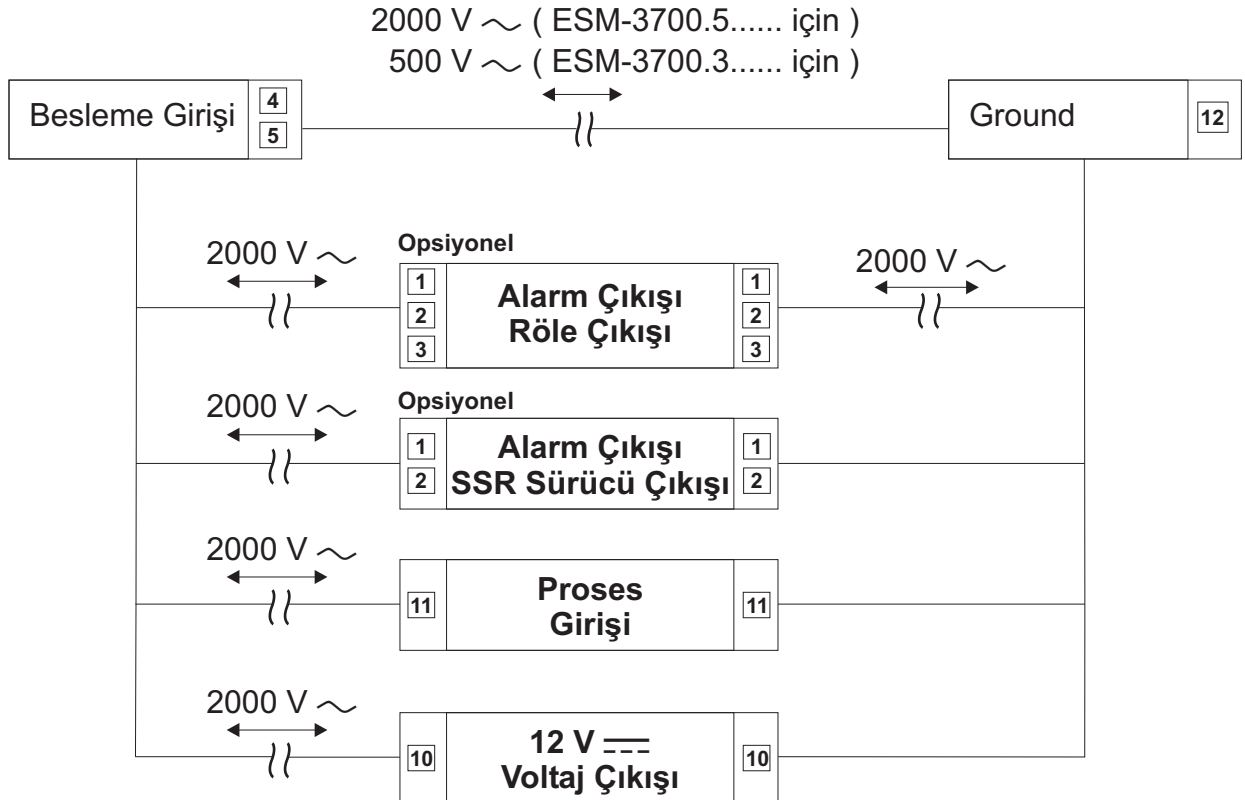 2000 V ~ ( ESM-3700.5...... için )
500 V ~ ( ESM-3700.3...... için )
Besleme Girişi 4 5
Ground 12
2000 V ~
Opsiyonel
2000 V ~
1 2 3
Alarm Çıkışı
Röle Çıkışı
1 2 3
2000 V ~
Opsiyonel
1 2
Alarm Çıkışı
SSR Sürücü Çıkışı
1 2
2000 V ~
11
Proses
Girişi
11
2000 V ~
10
12 V ⎓
Voltaj Çıkışı
10